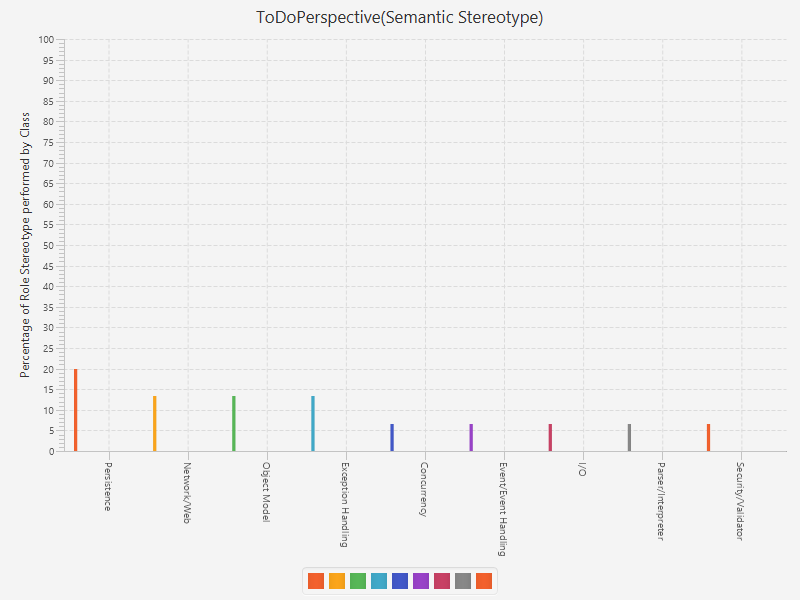 ToDoPerspective(Semantic Stereotype)
Percentage of Role Stereotype performed by Class
100
95
90
85
80
75
70
65
60
55
50
45
40
35
30
25
20
15
10
5
0
Persistence
Network/Web
Object Model
Exception Handling
Concurrency
Event/Event Handling
I/O
Parser/Interpreter
Security/Validator